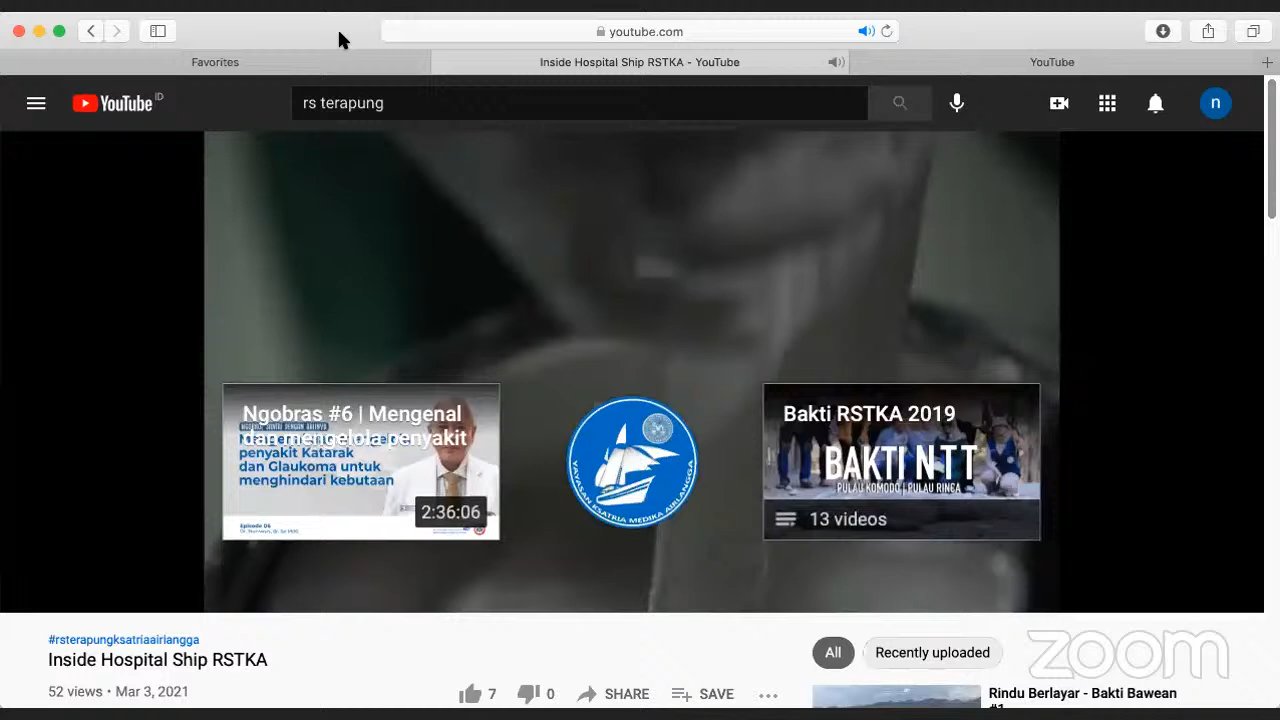 youtube.com
Favorites
Inside Hospital Ship RSTKA - YouTube
YouTube
YouTube ID
rs terapung
n
Ngobras #6 | Mengenal
dan mengelola penyakit
penyakit Katarak
dan Glaukoma untuk
menghindari kebutaan
Episode 06
2:36:06
YAYASAN KSATRIA MEDIKA AIRLANGGA
Bakti RSTKA 2019
BAKTI NTT
PULAU KOMODO | PULAU RINCA
13 videos
#rsterapungksatriaairlangga
Inside Hospital Ship RSTKA
52 views • Mar 3, 2021
7
0
SHARE
SAVE
All
Recently uploaded
zoom
Rindu Berlayar - Bakti Bawean
#1